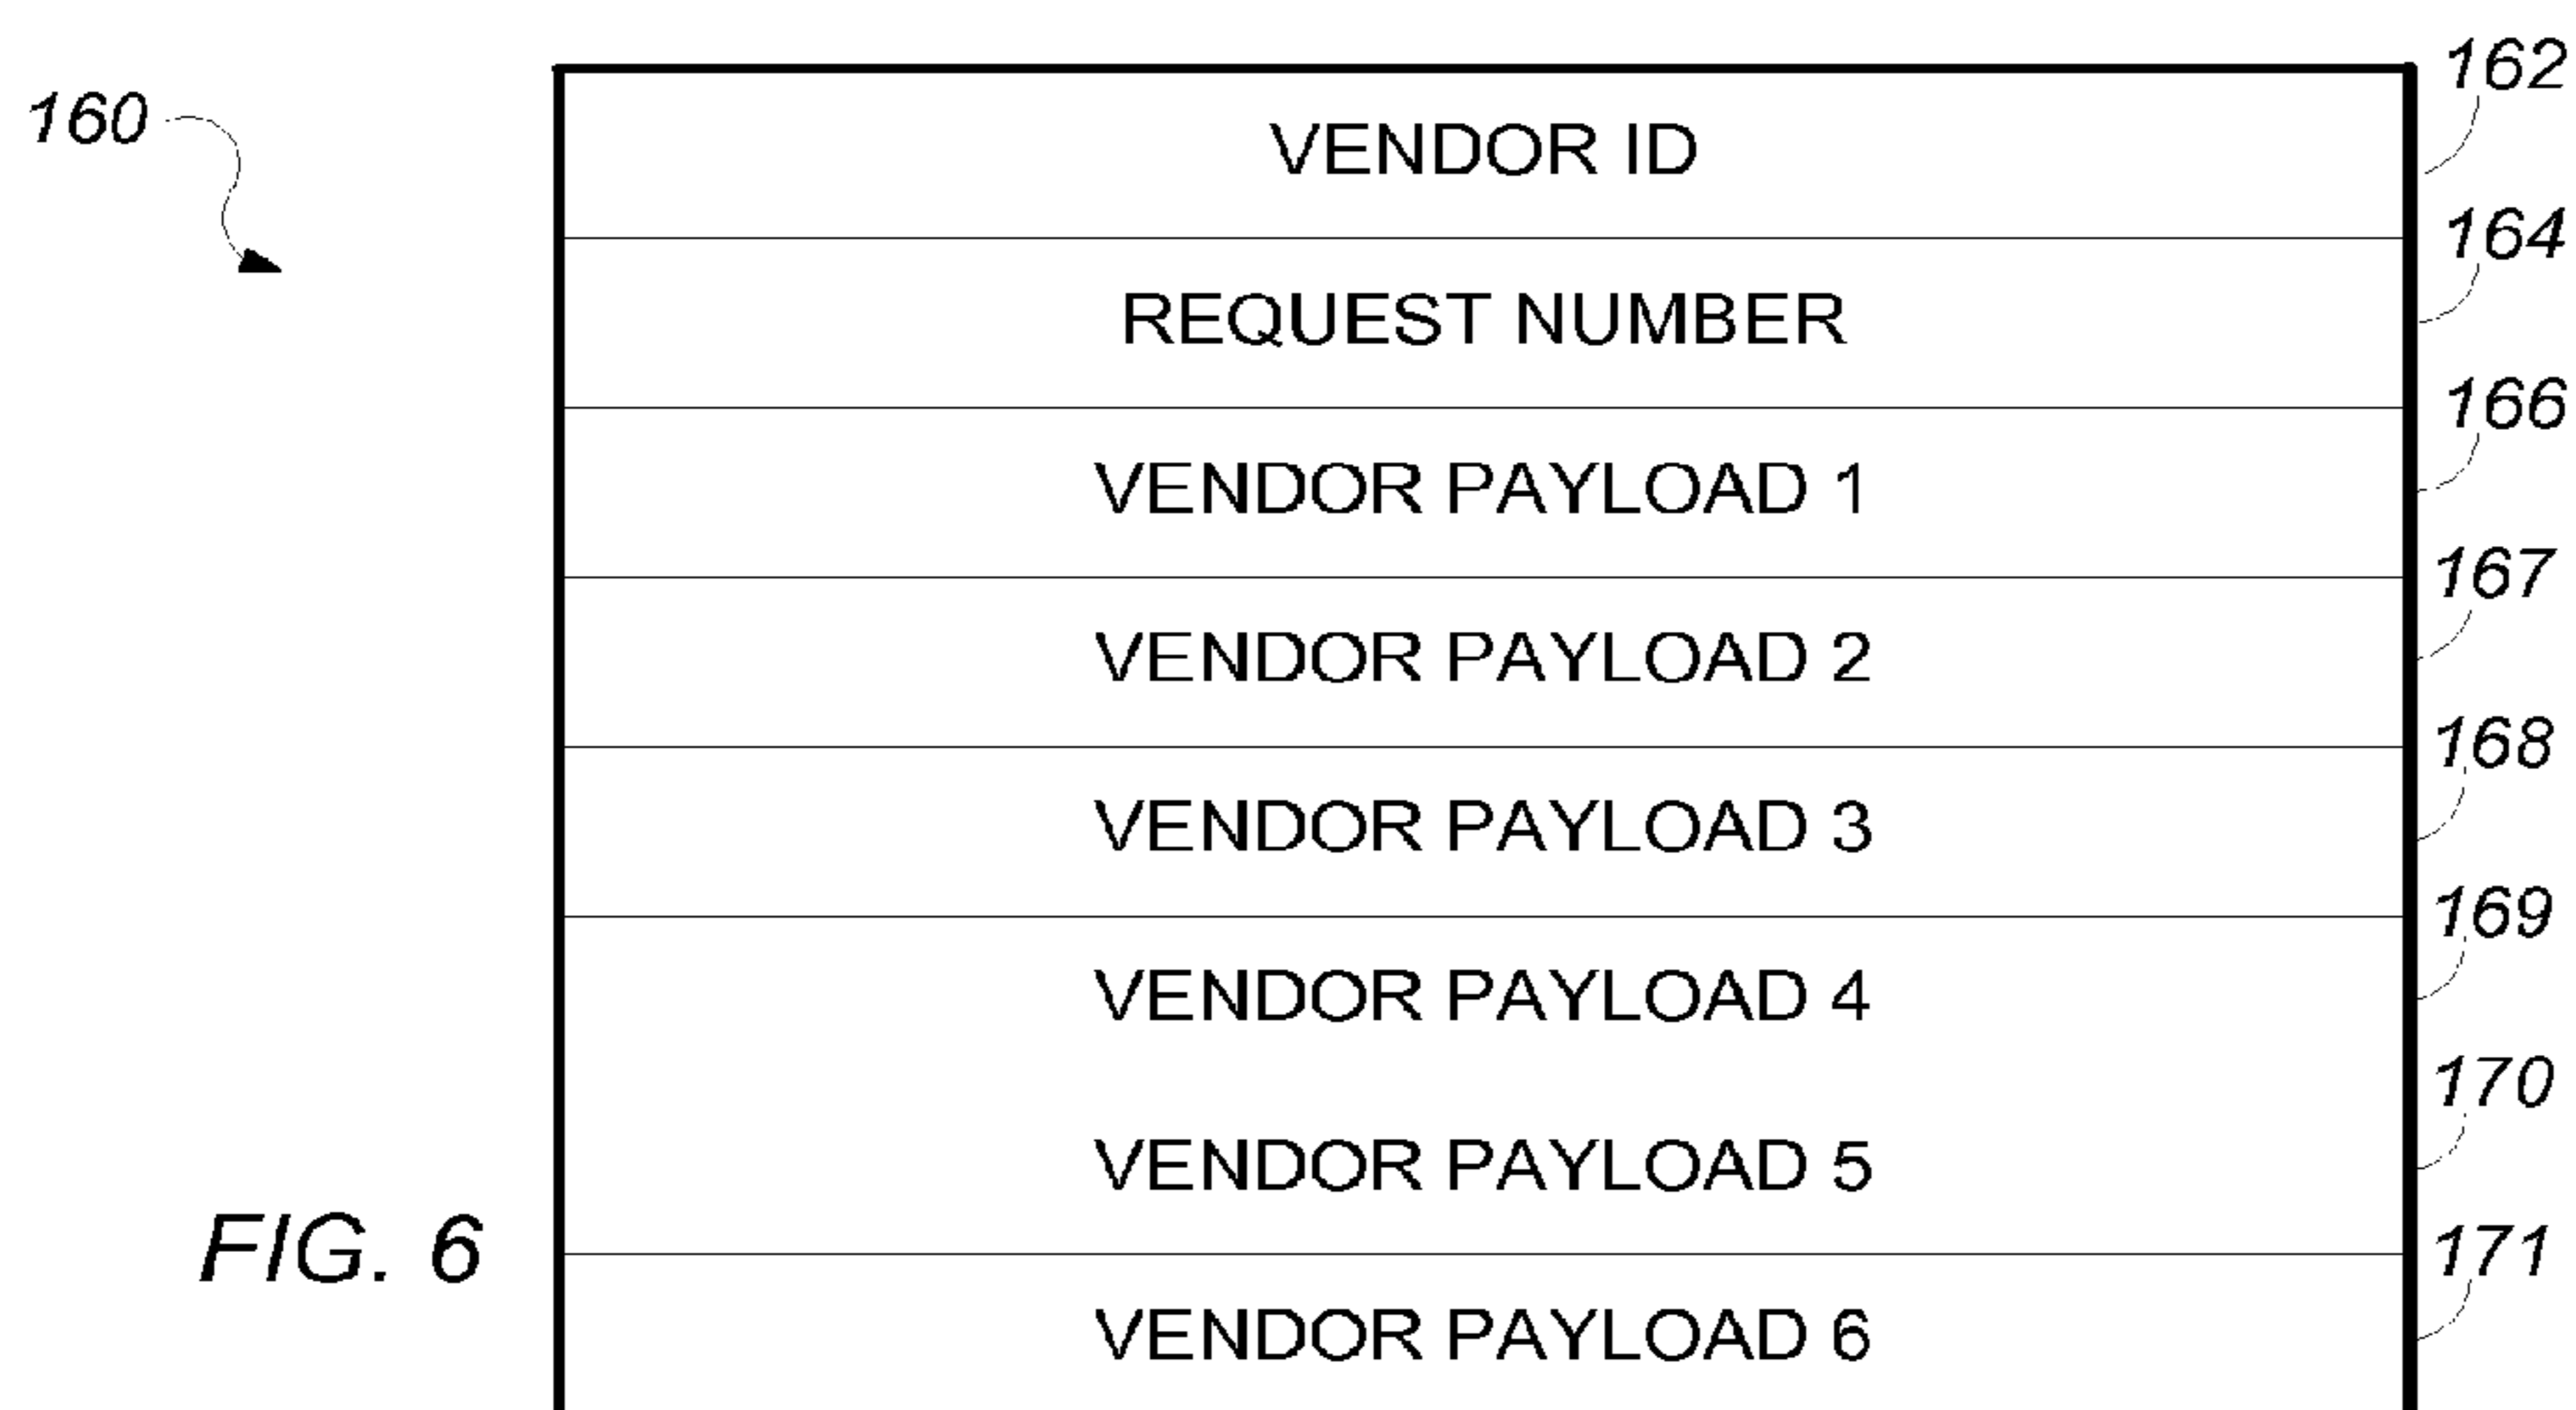 162
160
VENDOR ID
164
REQUEST NUMBER
166
VENDOR PAYLOAD 1
167
VENDOR PAYLOAD 2
168
VENDOR PAYLOAD 3
169
VENDOR PAYLOAD 4
170
VENDOR PAYLOAD 5
FIG. 6
171
VENDOR PAYLOAD 6